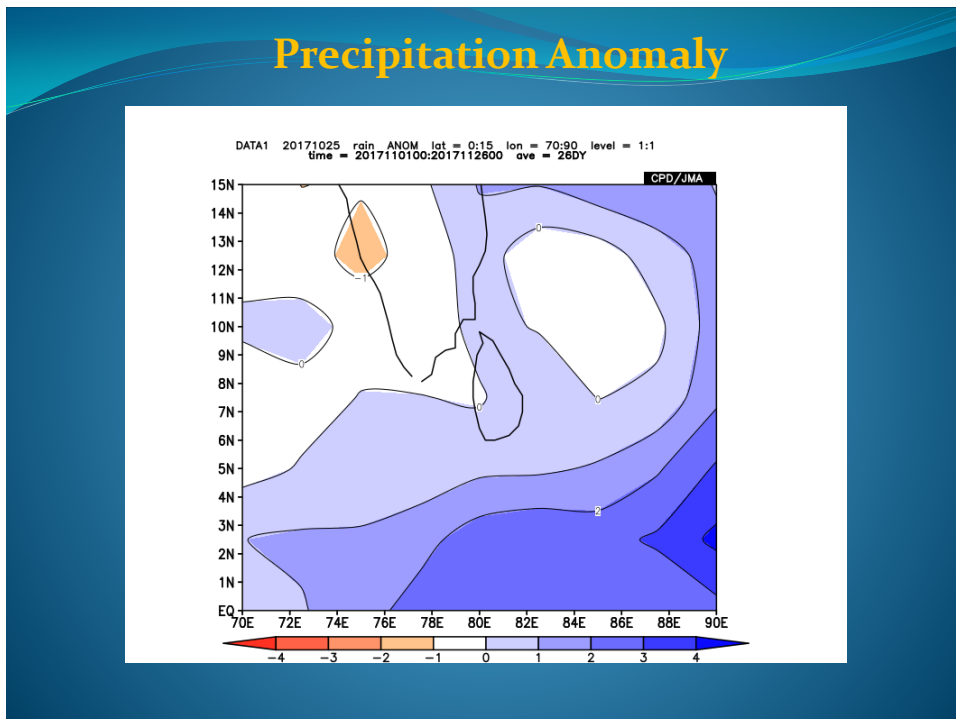 Precipitation Anomaly
DATA1 20171025 rain ANOM lat = 0:15 lon = 70:90 level = 1:1
time = 2017110100:2017112600 ave = 26DY
CPD/JMA
15N
14N
13N
12N
11N
10N
9N
8N
7N
6N
5N
4N
3N
2N
1N
EQ
0
-1
0
0
0
2
70E 72E 74E 76E 78E 80E 82E 84E 86E 88E 90E
-4 -3 -2 -1 0 1 2 3 4